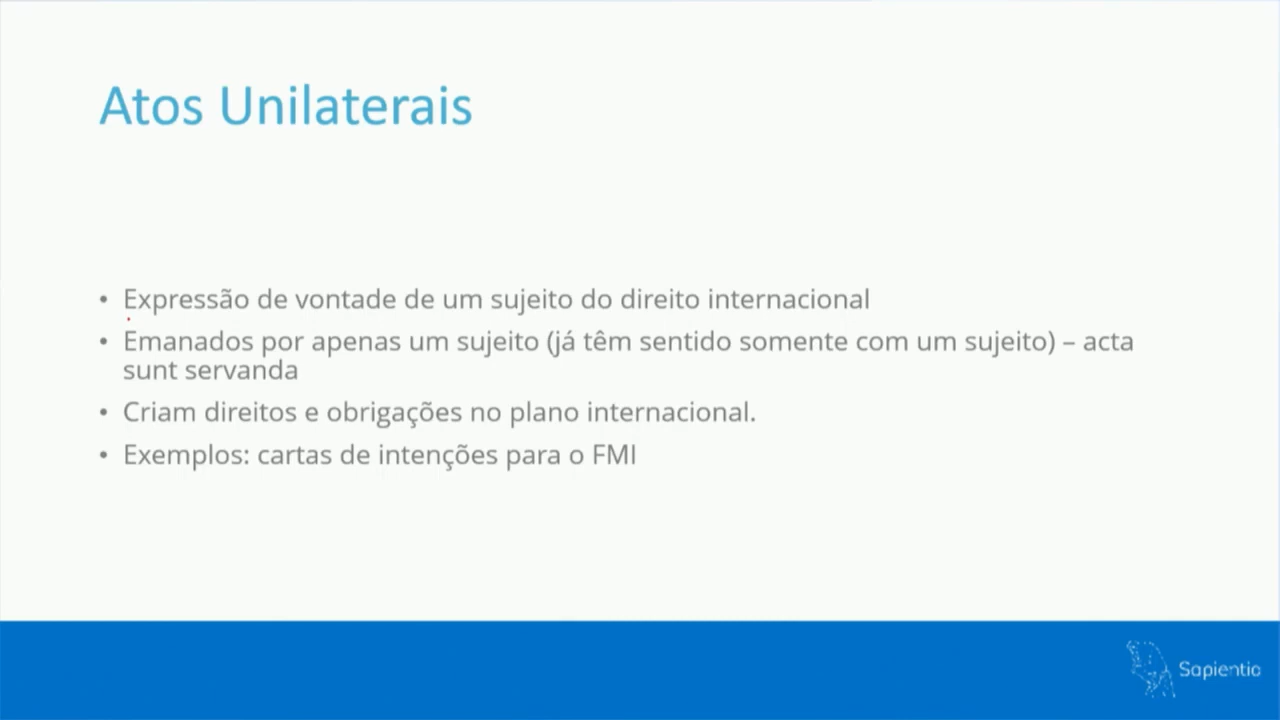 Atos Unilaterais
• Expressão de vontade de um sujeito do direito internacional
• Emanados por apenas um sujeito (já têm sentido somente com um sujeito) – acta
sunt servanda
• Criam direitos e obrigações no plano internacional.
• Exemplos: cartas de intenções para o FMI
Sapientia